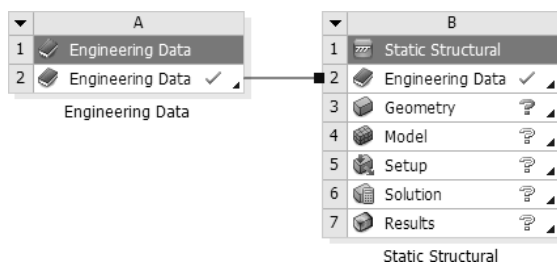 A
1 Engineering Data
2 Engineering Data
Engineering Data
B
1 Static Structural
2 Engineering Data
3 Geometry ?
4 Model ?
5 Setup ?
6 Solution ?
7 Results ?
Static Structural